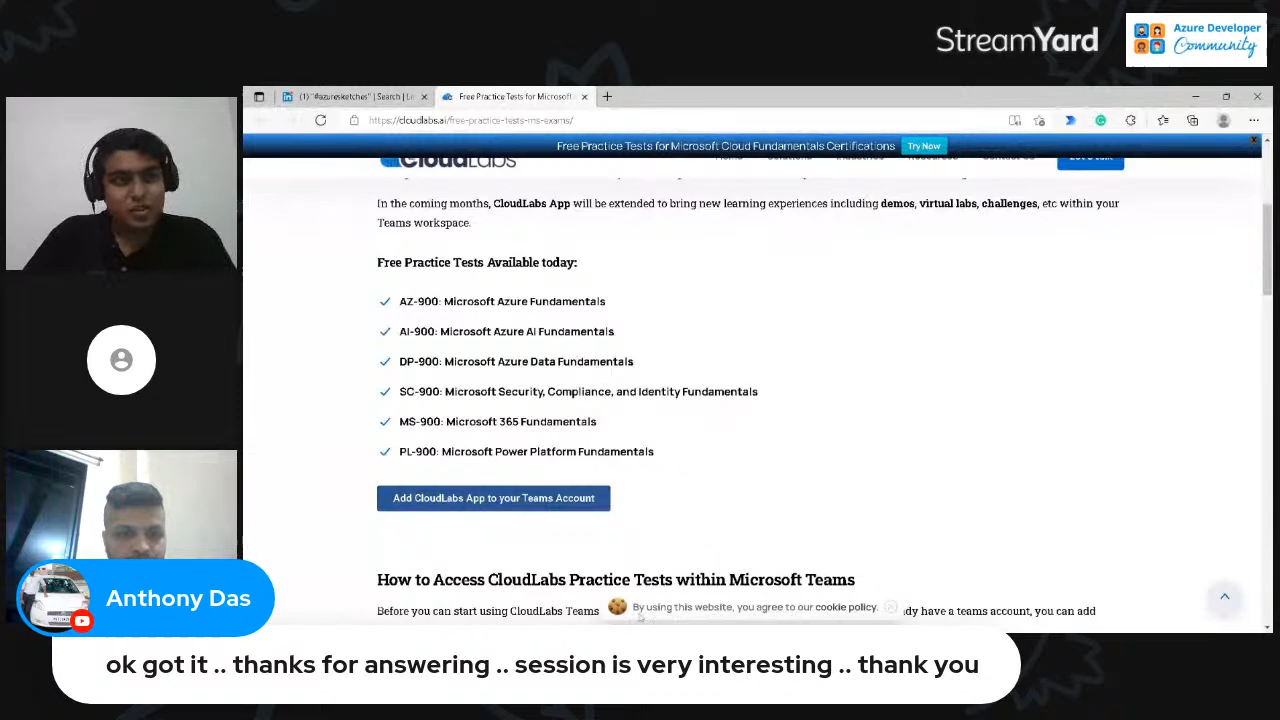 StreamYard
Azure Developer
Community
(1) "#azuresketches" | Search | Li
Free Practice Tests for Microsoft
https://cloudlabs.ai/free-practice-tests-ms-exams/
Free Practice Tests for Microsoft Cloud Fundamentals Certifications Try Now
CloudLabs
In the coming months, CloudLabs App will be extended to bring new learning experiences including demos, virtual labs, challenges, etc within your
Teams workspace.
Free Practice Tests Available today:
AZ-900: Microsoft Azure Fundamentals
AI-900: Microsoft Azure AI Fundamentals
DP-900: Microsoft Azure Data Fundamentals
SC-900: Microsoft Security, Compliance, and Identity Fundamentals
MS-900: Microsoft 365 Fundamentals
PL-900: Microsoft Power Platform Fundamentals
Add CloudLabs App to your Teams Account
How to Access CloudLabs Practice Tests within Microsoft Teams
Before you can start using CloudLabs Teams
By using this website, you agree to our cookie policy.
have a teams account, you can add
Anthony Das
ok got it .. thanks for answering .. session is very interesting .. thank you